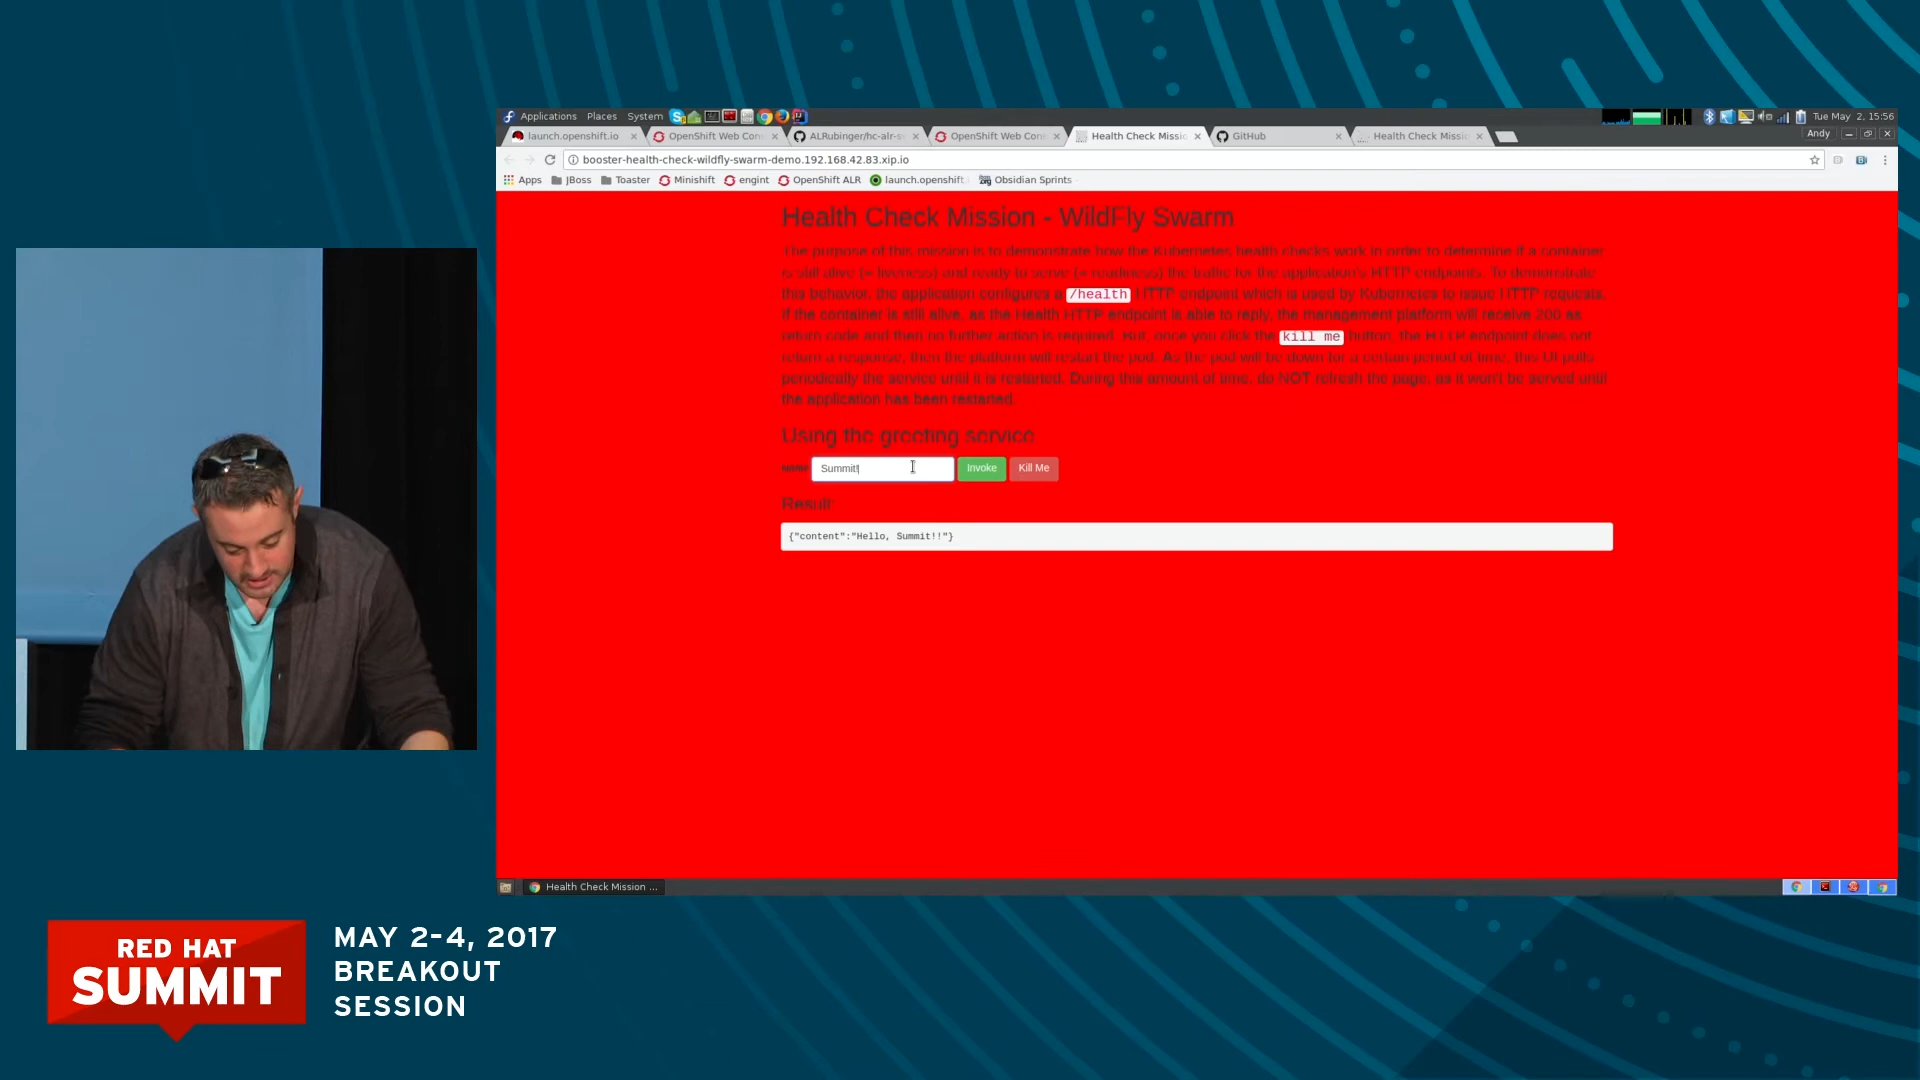 Applications Places System
Tue May 2, 15:56
launch.openshift.io
OpenShift Web Con
ALRubinger/hc-alr-s
OpenShift Web Con
Health Check Missio
GitHub
Health Check Missio
Andy
booster-health-check-wildfly-swarm-demo.192.168.42.83.xip.io
Apps JBoss Toaster Minishift engint OpenShift ALR launch.openshift Obsidian Sprints
Health Check Mission - WildFly Swarm
The purpose of this mission is to demonstrate how the Kubernetes health checks work in order to determine if a container
is still alive (= liveness) and ready to serve (= readiness) the traffic for the application's HTTP endpoints. To demonstrate
this behavior, the application configures a /health HTTP endpoint which is used by Kubernetes to issue HTTP requests.
If the container is still alive, as the Health HTTP endpoint is able to reply, the management platform will receive 200 as
return code and then no further action is required. But, once you click the kill me button, the HTTP endpoint does not
return a response, then the platform will restart the pod. As the pod will be down for a certain period of time, this UI pulls
periodically the service until it is restarted. During this amount of time, do NOT refresh the page, as it won't be served until
the application has been restarted.
Using the greeting service
Name Summit! Invoke Kill Me
Result:
{"content":"Hello, Summit!!"}
Health Check Mission ...
RED HAT
SUMMIT
MAY 2-4, 2017
BREAKOUT
SESSION